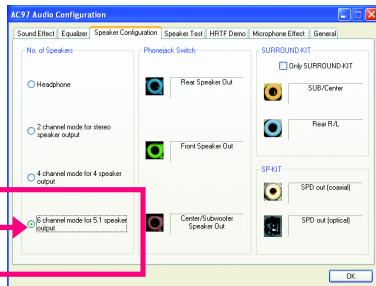 AC97 Audio Configuration
Sound Effect Equalizer Speaker Configuration Speaker Test HRTF Demo Microphone Effect General
No. of Speakers
Headphone
2 channel mode for stereo
speaker output
4 channel mode for 4 speaker
output
6 channel mode for 5.1 speaker
output
Phonejack Switch
Rear Speaker Out
Front Speaker Out
Center/Subwoofer
Speaker Out
SURROUND-KIT
Only SURROUND-KIT
SUB/Center
Rear R/L
SP-KIT
SPD out (coaxial)
SPD out (optical)
OK